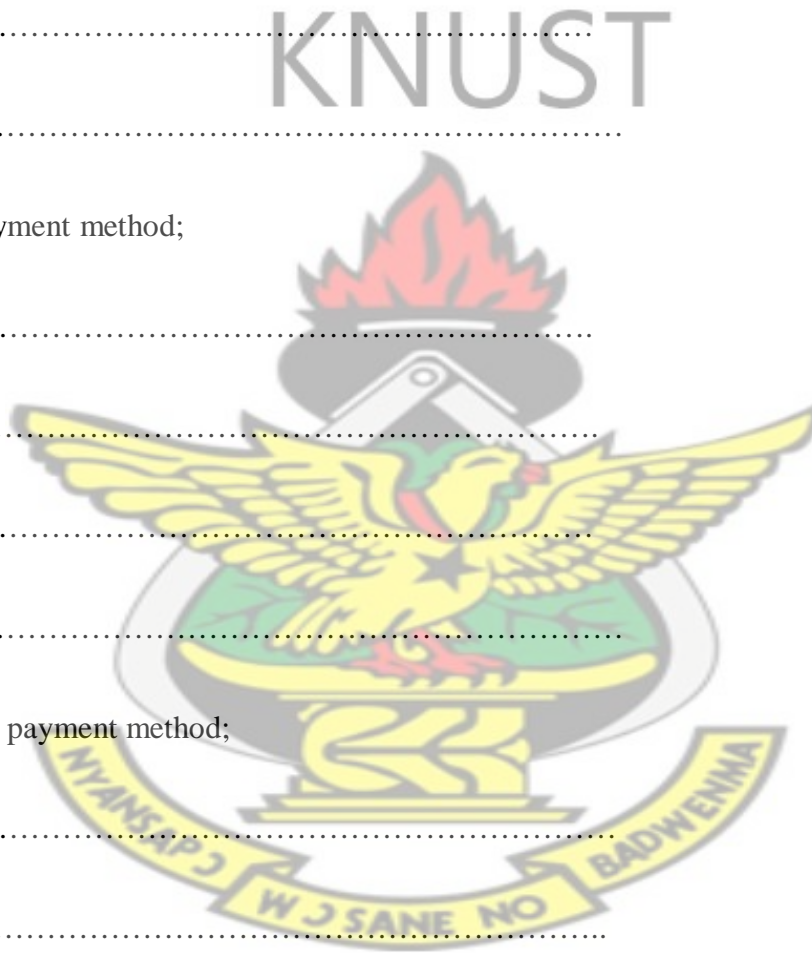 KNUST
……………………………………………………
………………………………………………………
yment method;
……………………………………………………
……………………………………………………..
……………………………………………………
………………………………………………………
payment method;
………………………………………………………
……………………………………………………..
NYANSAPƆ WƆSANE NO BADWENMA